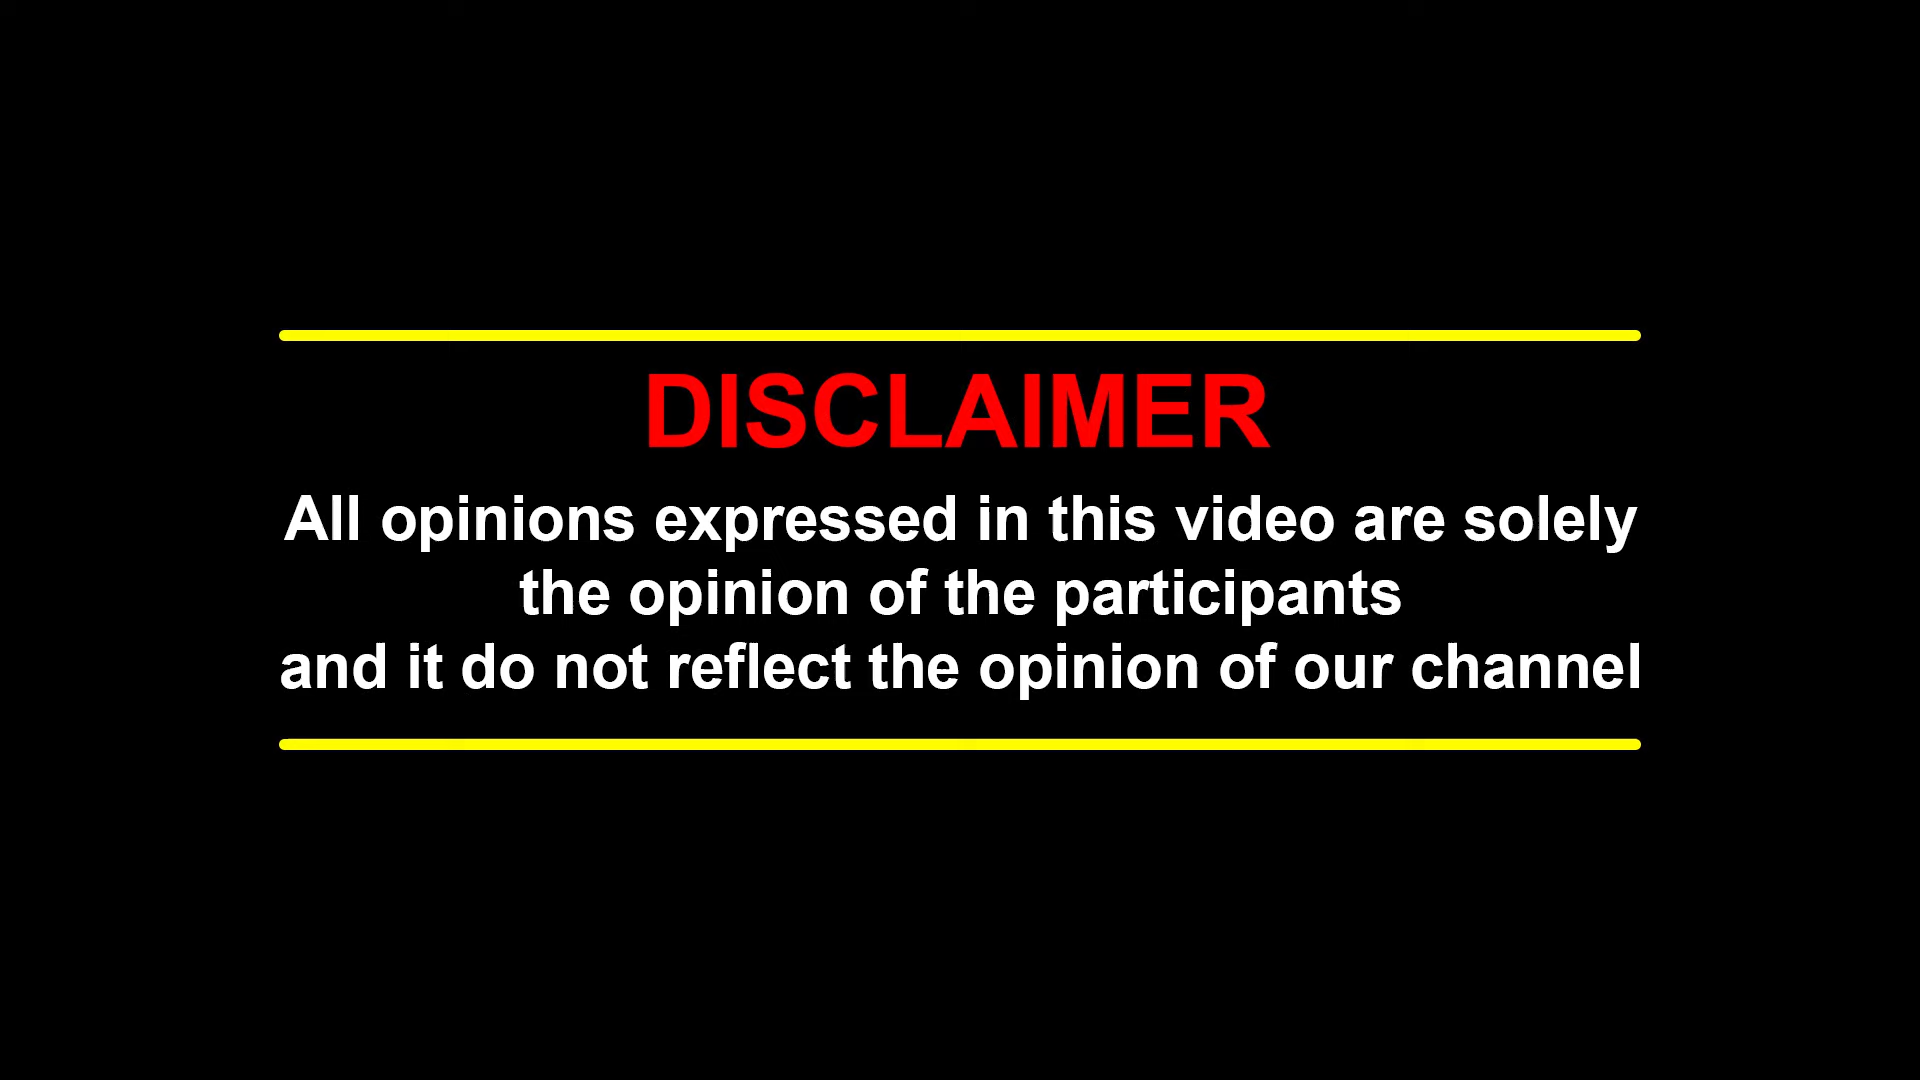 DISCLAIMER
All opinions expressed in this video are solely
the opinion of the participants
and it do not reflect the opinion of our channel